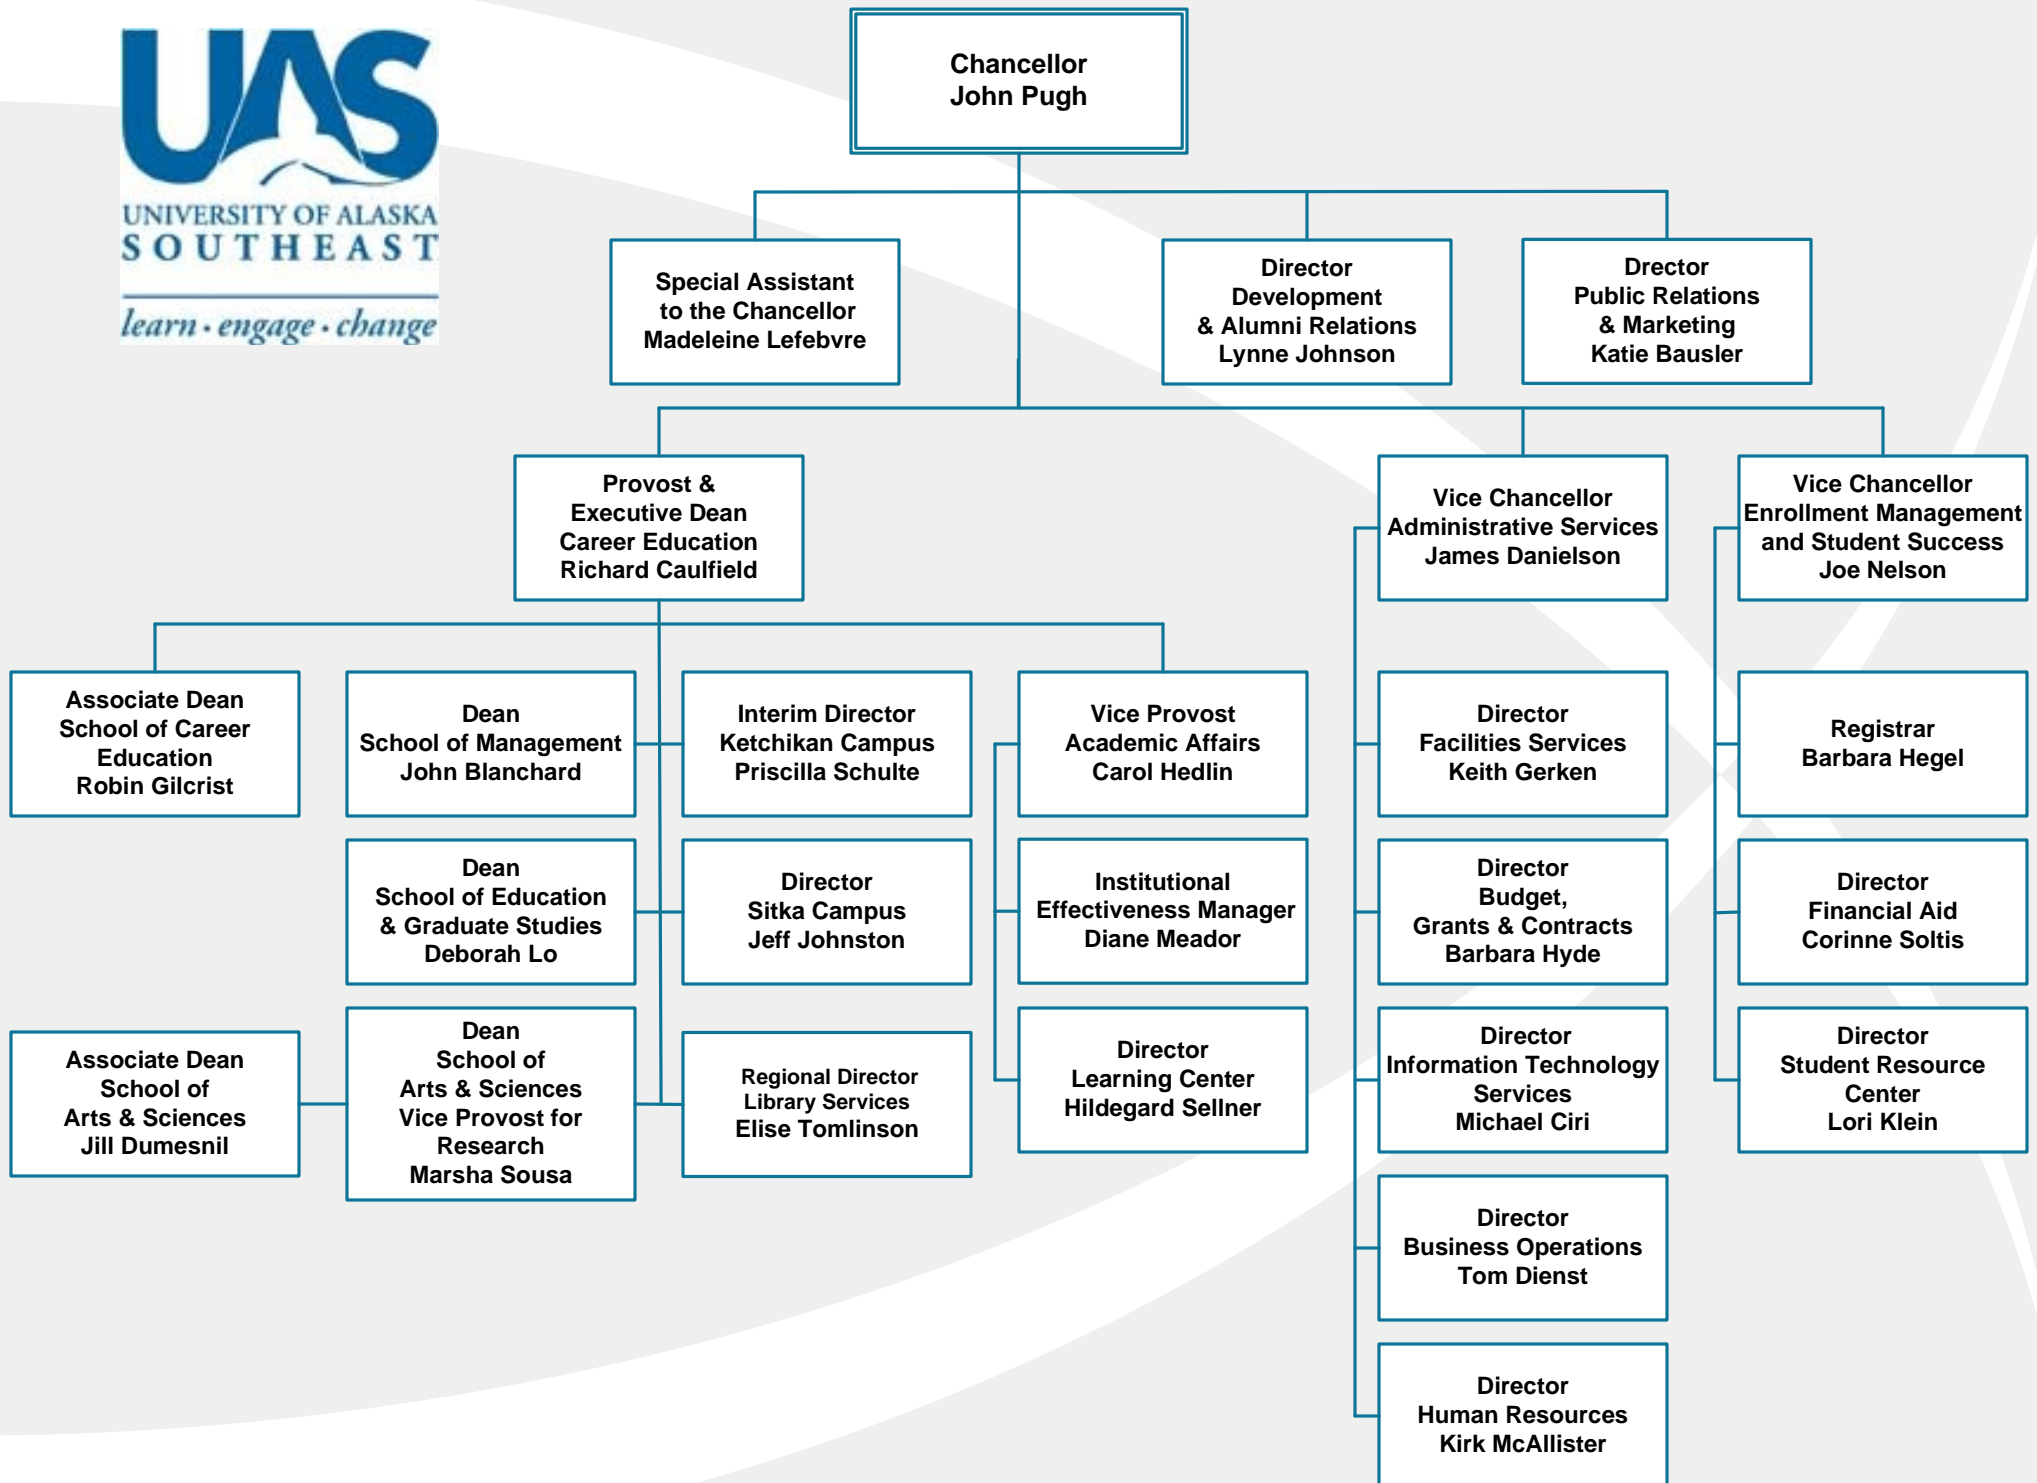 UAS
UNIVERSITY OF ALASKA
SOUTHEAST
learn · engage · change
Chancellor
John Pugh
Special Assistant
to the Chancellor
Madeleine Lefebvre
Director
Development
& Alumni Relations
Lynne Johnson
Drector
Public Relations
& Marketing
Katie Bausler
Provost &
Executive Dean
Career Education
Richard Caulfield
Vice Chancellor
Administrative Services
James Danielson
Vice Chancellor
Enrollment Management
and Student Success
Joe Nelson
Associate Dean
School of Career
Education
Robin Gilcrist
Dean
School of Management
John Blanchard
Interim Director
Ketchikan Campus
Priscilla Schulte
Vice Provost
Academic Affairs
Carol Hedlin
Director
Facilities Services
Keith Gerken
Registrar
Barbara Hegel
Dean
School of Education
& Graduate Studies
Deborah Lo
Director
Sitka Campus
Jeff Johnston
Institutional
Effectiveness Manager
Diane Meador
Director
Budget,
Grants & Contracts
Barbara Hyde
Director
Financial Aid
Corinne Soltis
Associate Dean
School of
Arts & Sciences
Jill Dumesnil
Dean
School of
Arts & Sciences
Vice Provost for
Research
Marsha Sousa
Regional Director
Library Services
Elise Tomlinson
Director
Learning Center
Hildegard Sellner
Director
Information Technology
Services
Michael Ciri
Director
Student Resource
Center
Lori Klein
Director
Business Operations
Tom Dienst
Director
Human Resources
Kirk McAllister